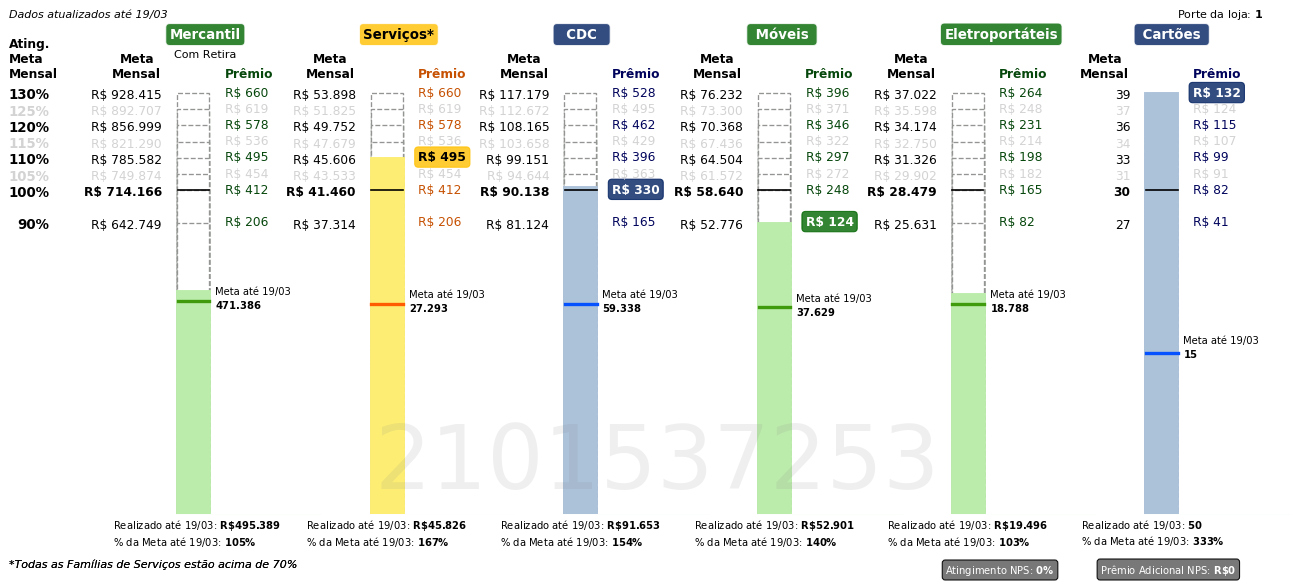 Dados atualizados até 19/03 Porte da loja: 1
Mercantil Serviços* CDC Móveis Eletroportáteis Cartões
Com Retira
Ating. Meta Mensal Meta Mensal Prêmio Meta Mensal Prêmio Meta Mensal Prêmio Meta Mensal Prêmio Meta Mensal Prêmio Meta Mensal Prêmio
130% R$ 928.415 R$ 660 R$ 53.898 R$ 660 R$ 117.179 R$ 528 R$ 76.232 R$ 396 R$ 37.022 R$ 264 39 R$ 132
125% R$ 892.707 R$ 619 R$ 51.825 R$ 619 R$ 112.672 R$ 495 R$ 73.300 R$ 371 R$ 35.598 R$ 248 37 R$ 124
120% R$ 856.999 R$ 578 R$ 49.752 R$ 578 R$ 108.165 R$ 462 R$ 70.368 R$ 346 R$ 34.174 R$ 231 36 R$ 115
115% R$ 821.290 R$ 536 R$ 47.679 R$ 536 R$ 103.658 R$ 429 R$ 67.436 R$ 322 R$ 32.750 R$ 214 34 R$ 107
110% R$ 785.582 R$ 495 R$ 45.606 R$ 495 R$ 99.151 R$ 396 R$ 64.504 R$ 297 R$ 31.326 R$ 198 33 R$ 99
105% R$ 749.874 R$ 454 R$ 43.533 R$ 454 R$ 94.644 R$ 363 R$ 61.572 R$ 272 R$ 29.902 R$ 182 31 R$ 91
100% R$ 714.166 R$ 412 R$ 41.460 R$ 412 R$ 90.138 R$ 330 R$ 58.640 R$ 248 R$ 28.479 R$ 165 30 R$ 82
90% R$ 642.749 R$ 206 R$ 37.314 R$ 206 R$ 81.124 R$ 165 R$ 52.776 R$ 124 R$ 25.631 R$ 82 27 R$ 41
Meta até 19/03 Meta até 19/03 Meta até 19/03 Meta até 19/03 Meta até 19/03 Meta até 19/03
471.386 27.293 59.338 37.629 18.788 15
2101537253
Realizado até 19/03: R$495.389 Realizado até 19/03: R$45.826 Realizado até 19/03: R$91.653 Realizado até 19/03: R$52.901 Realizado até 19/03: R$19.496 Realizado até 19/03: 50
% da Meta até 19/03: 105% % da Meta até 19/03: 167% % da Meta até 19/03: 154% % da Meta até 19/03: 140% % da Meta até 19/03: 103% % da Meta até 19/03: 333%
*Todas as Famílias de Serviços estão acima de 70% Atingimento NPS: 0% Prêmio Adicional NPS: R$0